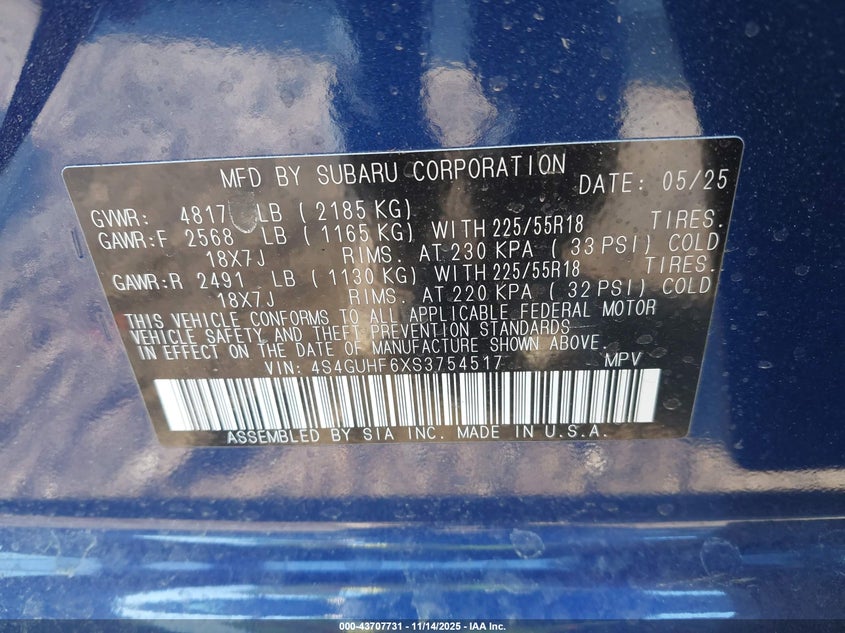 MFD BY SUBARU CORPORATION DATE: 05/25
GVWR: 4817 LB ( 2185 KG)
GAWR:F 2568 LB ( 1165 KG) WITH 225/55R18 TIRES.
18X7J RIMS. AT 230 KPA ( 33 PSI) COLD
GAWR:R 2491 LB ( 1130 KG) WITH 225/55R18 TIRES.
18X7J RIMS. AT 220 KPA ( 32 PSI) COLD
THIS VEHICLE CONFORMS TO ALL APPLICABLE FEDERAL MOTOR
VEHICLE SAFETY AND THEFT PREVENTION STANDARDS
IN EFFECT ON THE DATE OF MANUFACTURE SHOWN ABOVE.
VIN: 4S4GUHF6XS3754517 MPV
ASSEMBLED BY SIA INC. MADE IN U.S.A.
000-43707731 - 11/14/2025 - IAA Inc.